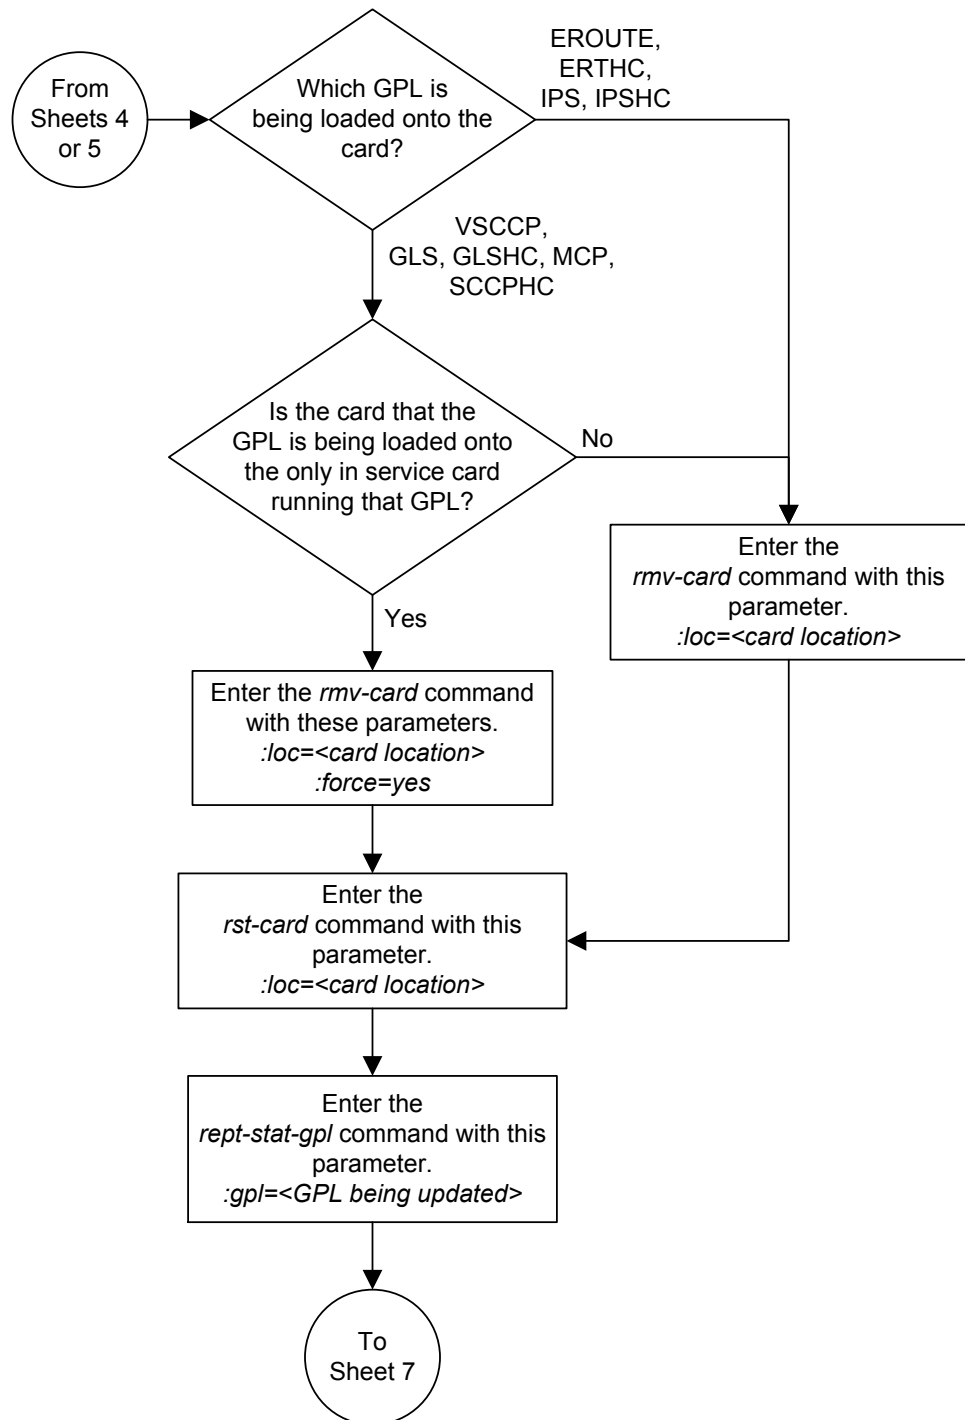 From
Sheets 4
or 5
Which GPL is
being loaded onto the
card?
EROUTE,
ERTHC,
IPS, IPSHC
VSCCP,
GLS, GLSHC, MCP,
SCCPHC
Is the card that the
GPL is being loaded onto
the only in service card
running that GPL?
No
Yes
Enter the
rmv-card command with this
parameter.
:loc=<card location>
Enter the rmv-card command
with these parameters.
:loc=<card location>
:force=yes
Enter the
rst-card command with this
parameter.
:loc=<card location>
Enter the
rept-stat-gpl command with this
parameter.
:gpl=<GPL being updated>
To
Sheet 7